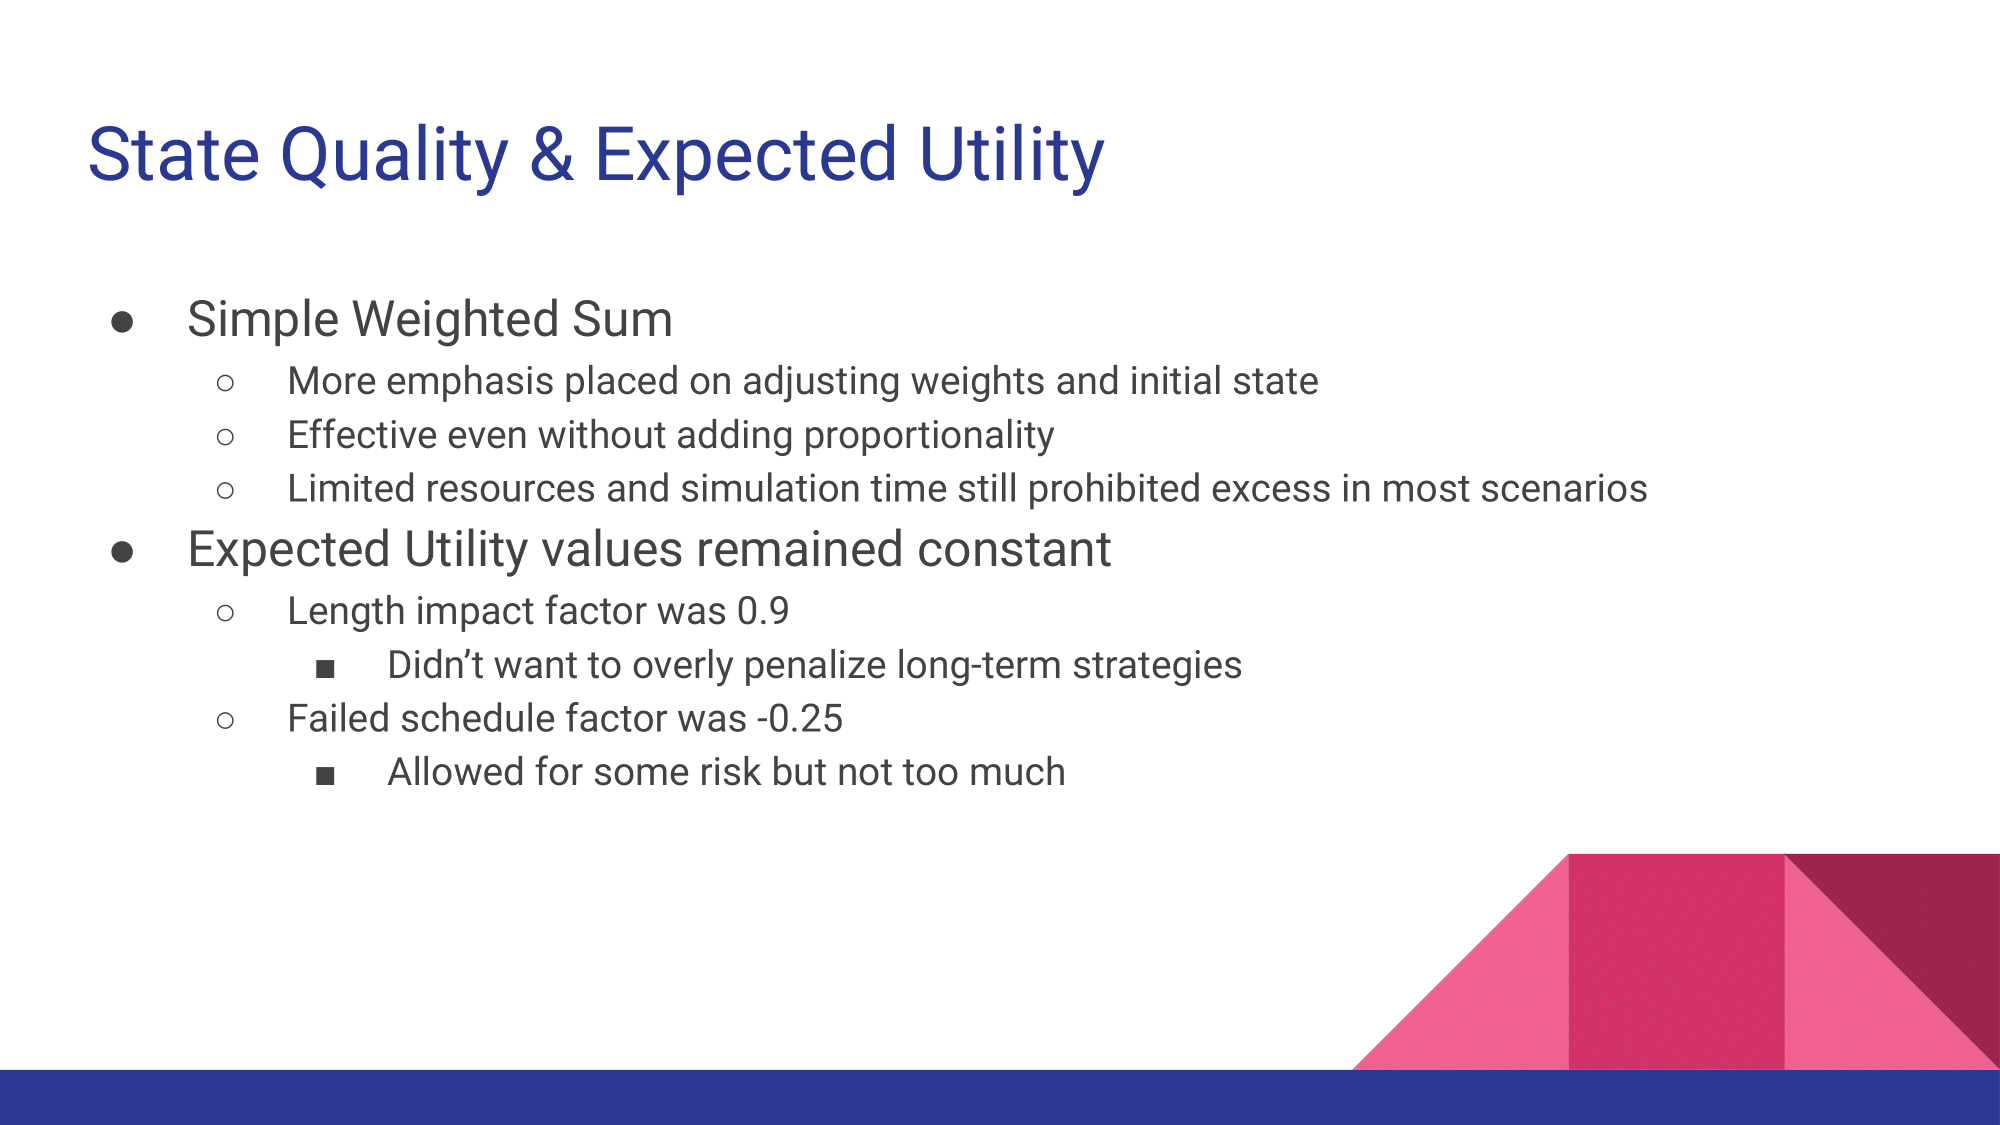 State Quality & Expected Utility
● Simple Weighted Sum
○ More emphasis placed on adjusting weights and initial state
○ Effective even without adding proportionality
○ Limited resources and simulation time still prohibited excess in most scenarios
● Expected Utility values remained constant
○ Length impact factor was 0.9
■ Didn’t want to overly penalize long-term strategies
○ Failed schedule factor was -0.25
■ Allowed for some risk but not too much